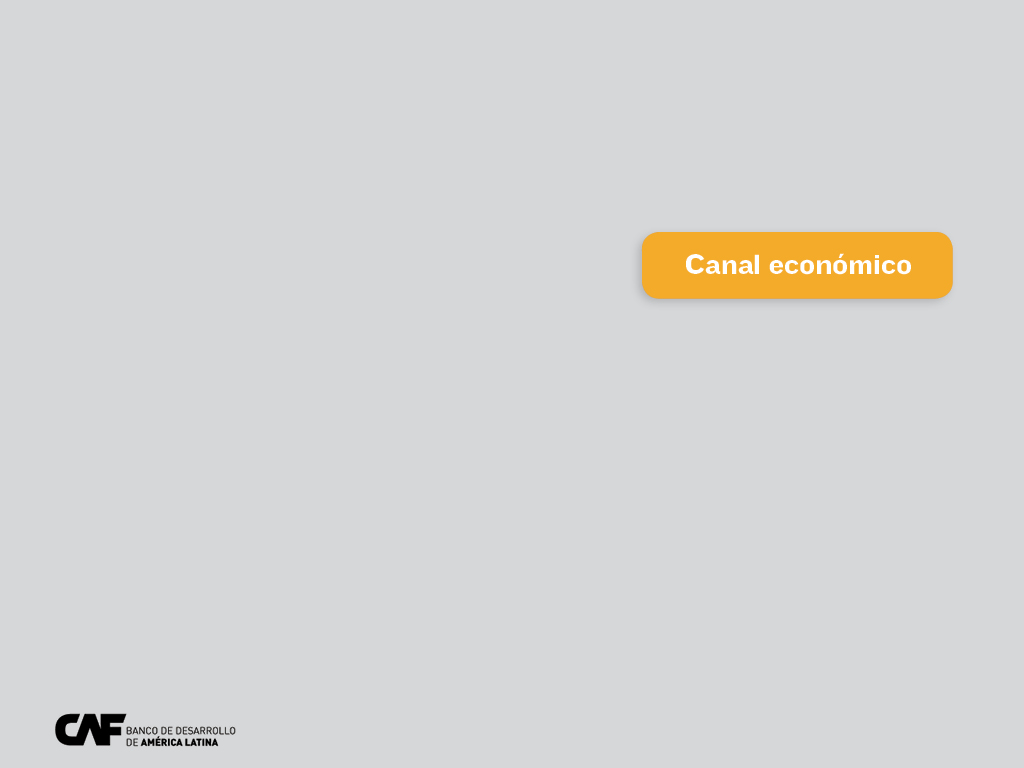 Canal económico
CAF BANCO DE DESARROLLO
DE AMÉRICA LATINA